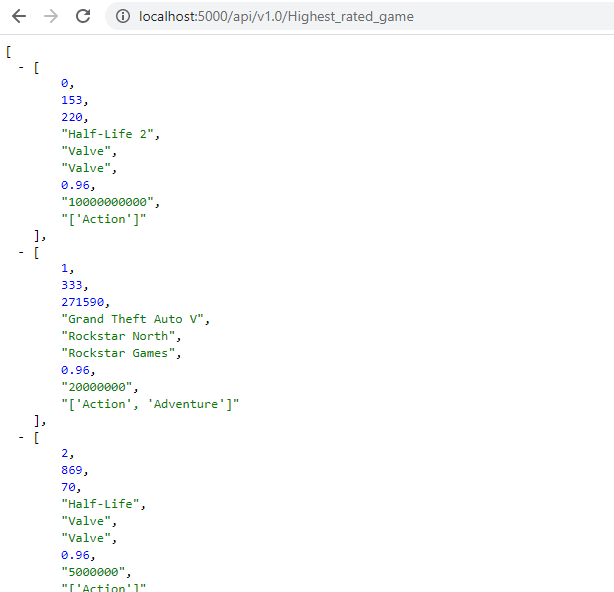 localhost:5000/api/v1.0/Highest_rated_game
[
- [
0,
153,
220,
"Half-Life 2",
"Valve",
"Valve",
0.96,
"10000000000",
"['Action']"
],
- [
1,
333,
271590,
"Grand Theft Auto V",
"Rockstar North",
"Rockstar Games",
0.96,
"20000000",
"['Action', 'Adventure']"
],
- [
2,
869,
70,
"Half-Life",
"Valve",
"Valve",
0.96,
"5000000",
"['Action']"